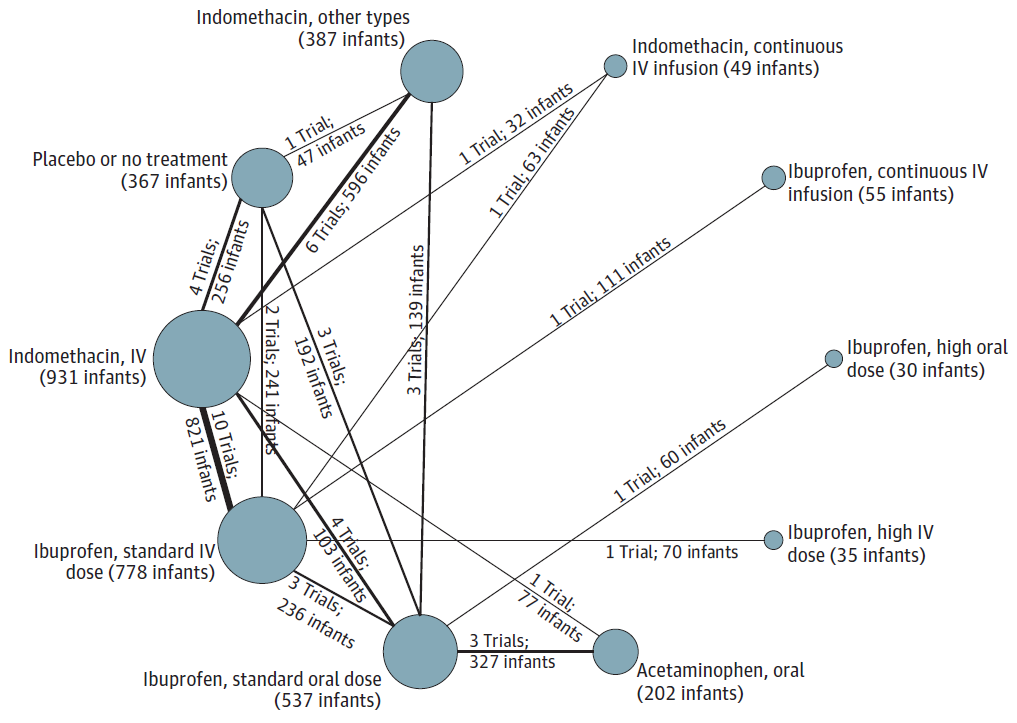 Indomethacin, other types
(387 infants)
Indomethacin, continuous
IV infusion (49 infants)
1 Trial;
47 infants
1 Trial; 32 infants
Placebo or no treatment
(367 infants)
6 Trials; 596 infants
1 Trial; 63 infants
Ibuprofen, continuous IV
infusion (55 infants)
4 Trials;
256 infants
3 Trials; 139 infants
1 Trial; 111 infants
2 Trials; 241 infants
3 Trials;
192 infants
Indomethacin, IV
(931 infants)
Ibuprofen, high oral
dose (30 infants)
10 Trials;
821 infants
1 Trial; 60 infants
4 Trials;
103 infants
Ibuprofen, standard IV
dose (778 infants)
1 Trial; 70 infants
Ibuprofen, high IV
dose (35 infants)
3 Trials;
236 infants
1 Trial;
77 infants
3 Trials;
327 infants
Ibuprofen, standard oral dose
(537 infants)
Acetaminophen, oral
(202 infants)